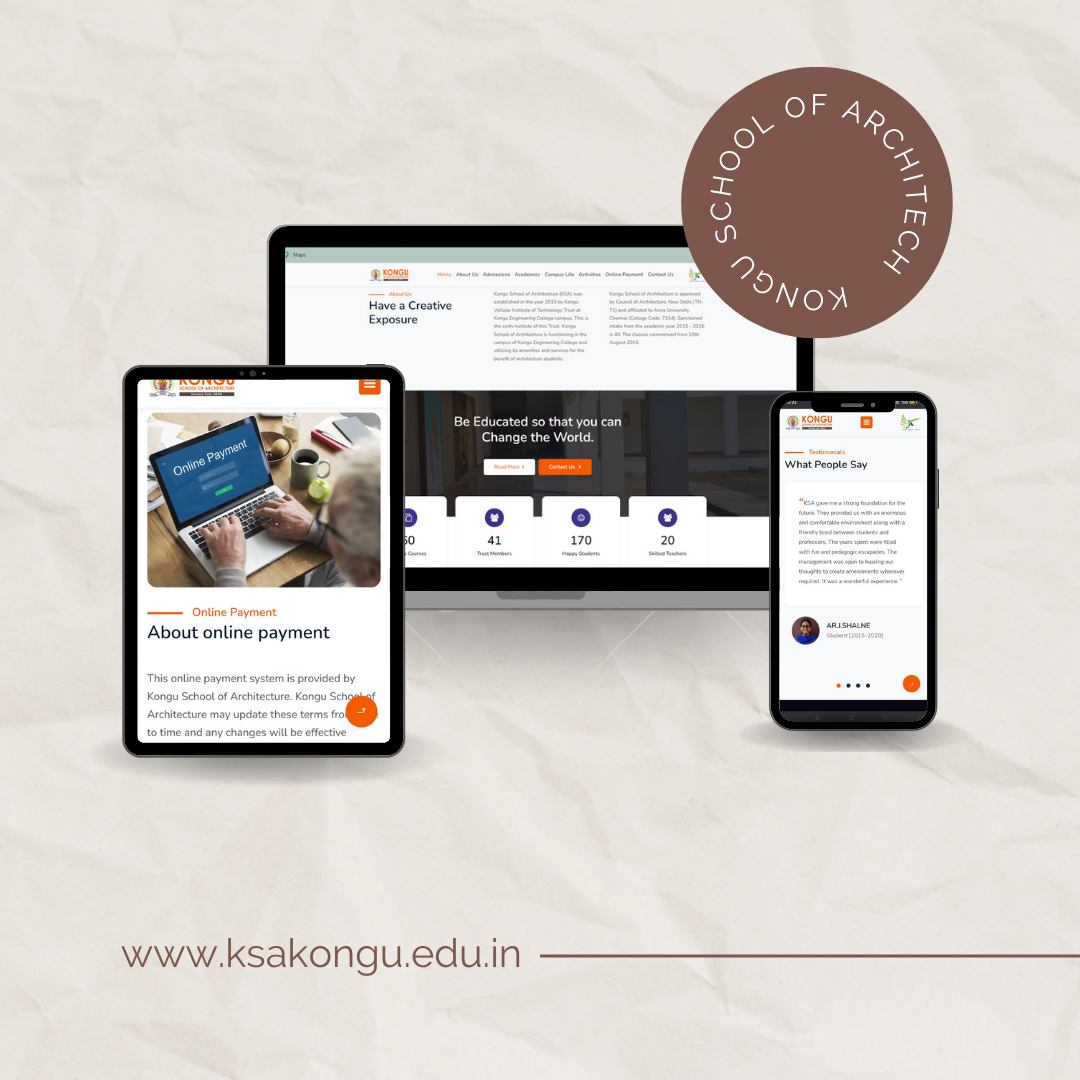 KONGU SCHOOL OF ARCHITECH
Maps
KONGU
Home About Us Admissions Academics Campus Life Activities Online Payment Contact Us
About Us
Have a Creative
Exposure
Kongu School of Architecture (KSA) was
established in the year 2015 by Kongu
Vellalar Institute of Technology Trust at
Kongu Engineering College campus. This is
the sixth institute of this Trust. Kongu
School of Architecture is functioning in the
campus of Kongu Engineering College and
utilizing its amenities and services for the
benefit of architecture students.
Kongu School of Architecture is approved
by Council of Architecture, New Delhi (TN-
71) and affiliated to Anna University,
Chennai (College Code: 7334). Sanctioned
intake from the academic year 2015 - 2016
is 40. The classes commenced from 10th
August 2015.
Be Educated so that you can
Change the World.
Read More
Contact Us
60
Courses
41
Trust Members
170
Happy Students
20
Skilled Teachers
KONGU
SCHOOL OF ARCHITECTURE
Online Payment
Online Payment
About online payment
This online payment system is provided by
Kongu School of Architecture. Kongu School of
Architecture may update these terms from
to time and any changes will be effective
KONGU
Testimonials
What People Say
“KSA gave me a strong foundation for the
future. They provided us with an enormous
and comfortable environment along with a
friendly bond between students and
professors. The years spent were filled
with fun and pedagogic escapades. The
management was open to hearing our
thoughts to create amendments whenever
required. It was a wonderful experience. ”
AR.I.SHALNE
Student [2015-2020]
www.ksakongu.edu.in